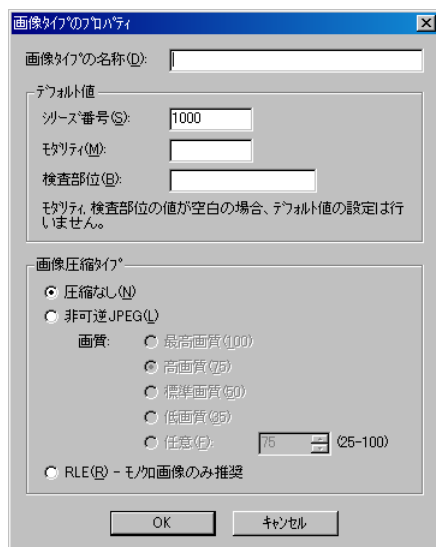 画像ﾀｲﾌﾟのﾌﾟﾛﾊﾟﾃｨ
画像ﾀｲﾌﾟの名称(D):
ﾃﾞﾌｫﾙﾄ値
ｼﾘｰｽﾞ番号(S): 1000
ﾓﾀﾞﾘﾃｨ(M):
検査部位(B):
ﾓﾀﾞﾘﾃｨ, 検査部位の値が空白の場合、ﾃﾞﾌｫﾙﾄ値の設定は行
いません。
画像圧縮ﾀｲﾌﾟ
圧縮なし(N)
非可逆JPEG(L)
画質: 最高画質(100)
高画質(75)
標準画質(50)
低画質(35)
任意(F): 75 (25-100)
RLE(R) - ﾓﾉｸﾛ画像のみ推奨
OK ｷｬﾝｾﾙ